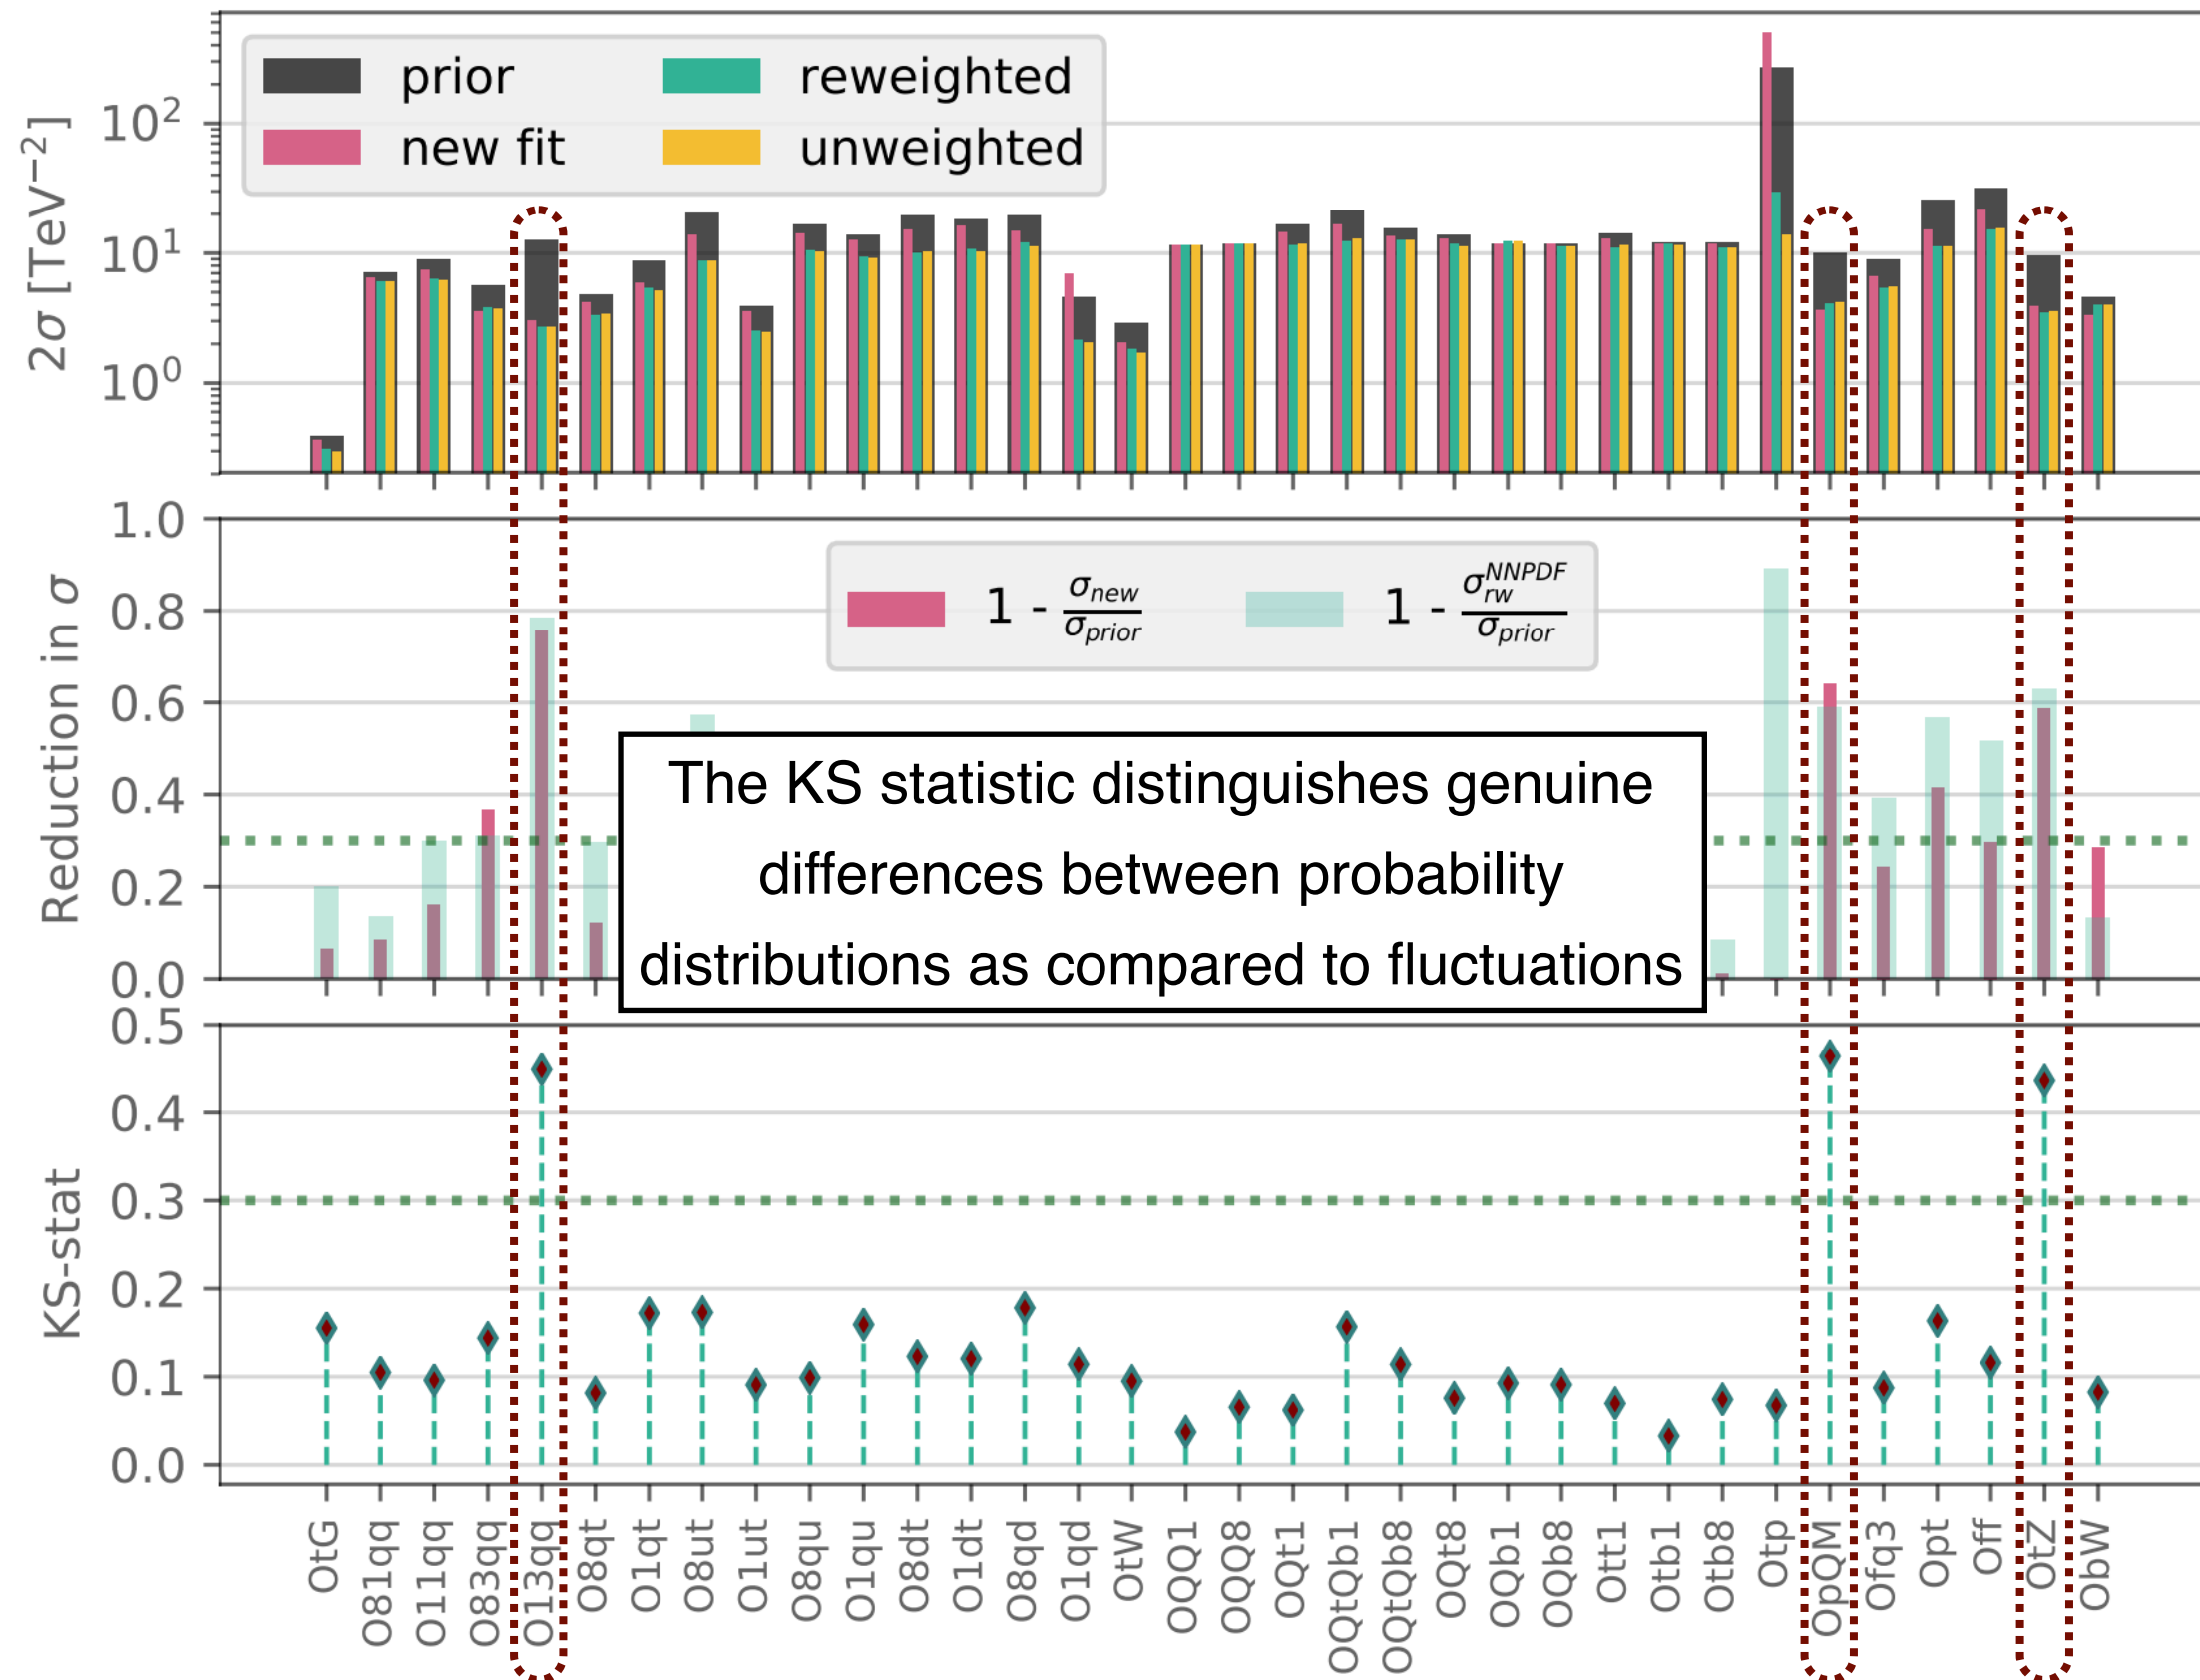 prior
reweighted
new fit
unweighted
2σ [TeV⁻²]
10²
10¹
10⁰
1 - σ_new/σ_prior
1 - σ_rw^NNPDF/σ_prior
Reduction in σ
1.0
0.8
0.6
0.4
0.2
0.0
The KS statistic distinguishes genuine
differences between probability
distributions as compared to fluctuations
KS-stat
0.5
0.4
0.3
0.2
0.1
0.0
OtG
O81qq
O11qq
O83qq
O13qq
O8qt
O1qt
O8ut
O1ut
O8qu
O1qu
O8dt
O1dt
O8qd
O1qd
OtW
OQQ1
OQQ8
OQt1
OQtQb1
OQtQb8
OQt8
OQb1
OQb8
Ott1
Otb1
Otb8
Otp
OpQM
Ofq3
Opt
Off
OtZ
ObW